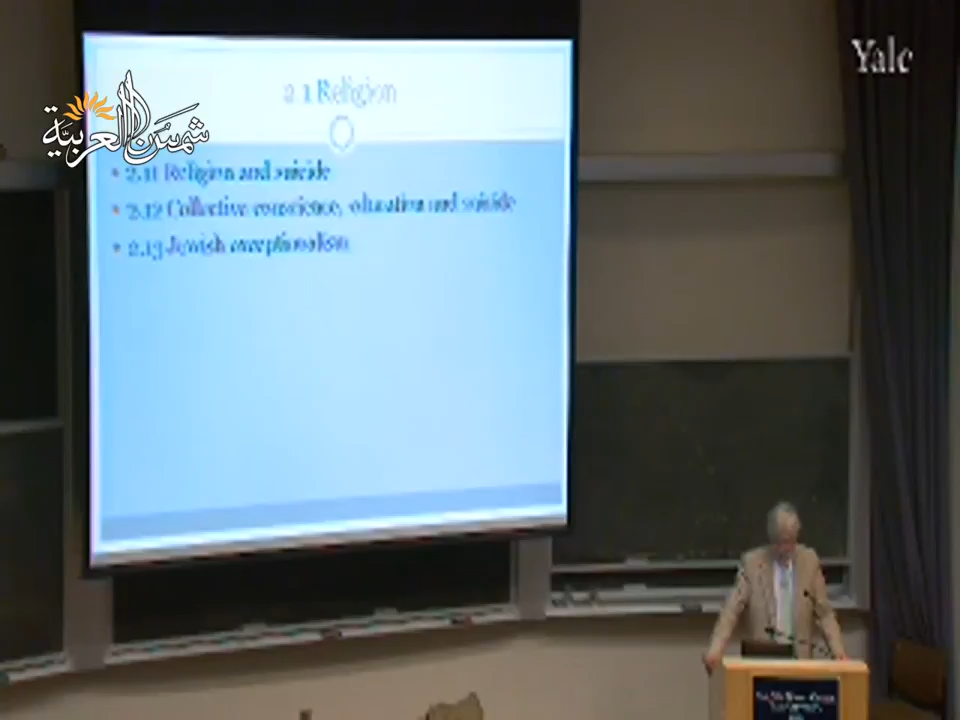 Yale
شمس العربية
2.1 Religion
2.11 Religion and suicide
2.12 Collective conscience, education and suicide
2.13 Jewish exceptionalism